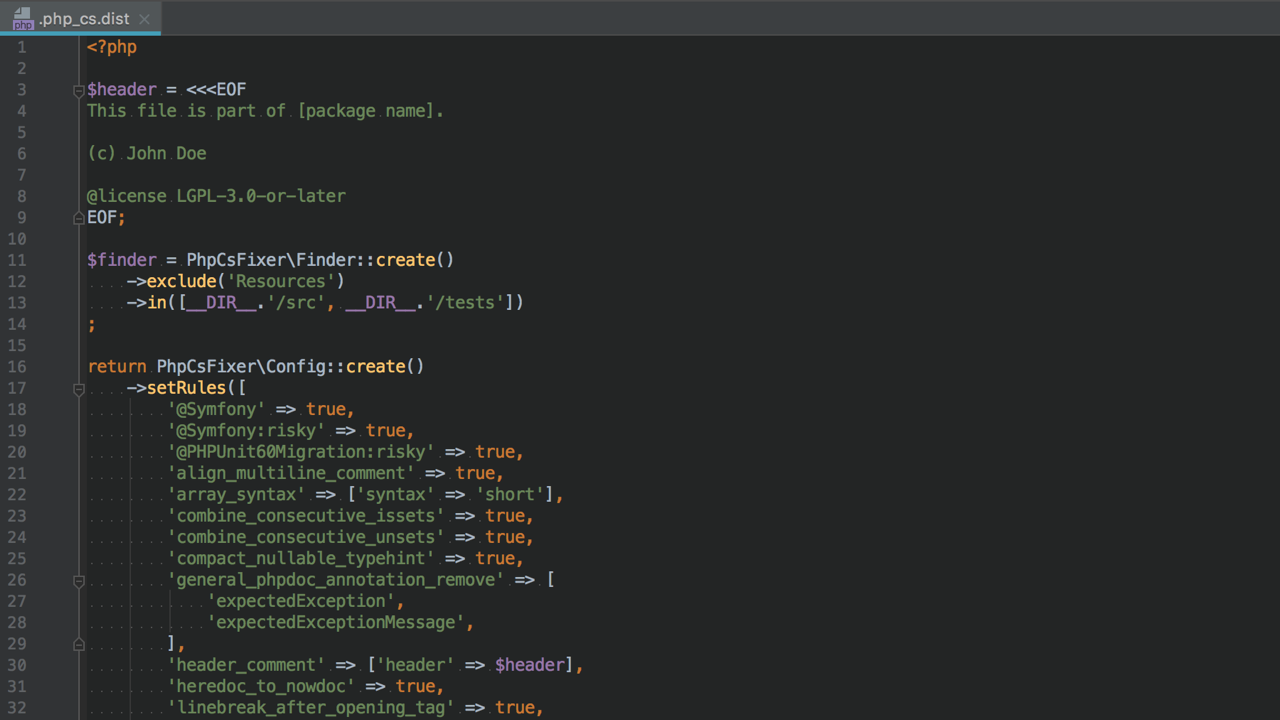 php .php_cs.dist ×
1 <?php
2
3 $header = <<<EOF
4 This file is part of [package name].
5
6 (c) John Doe
7
8 @license LGPL-3.0-or-later
9 EOF;
10
11 $finder = PhpCsFixer\Finder::create()
12     ->exclude('Resources')
13     ->in([__DIR__.'/src', __DIR__.'/tests'])
14 ;
15
16 return PhpCsFixer\Config::create()
17     ->setRules([
18         '@Symfony' => true,
19         '@Symfony:risky' => true,
20         '@PHPUnit60Migration:risky' => true,
21         'align_multiline_comment' => true,
22         'array_syntax' => ['syntax' => 'short'],
23         'combine_consecutive_issets' => true,
24         'combine_consecutive_unsets' => true,
25         'compact_nullable_typehint' => true,
26         'general_phpdoc_annotation_remove' => [
27             'expectedException',
28             'expectedExceptionMessage',
29         ],
30         'header_comment' => ['header' => $header],
31         'heredoc_to_nowdoc' => true,
32         'linebreak_after_opening_tag' => true,